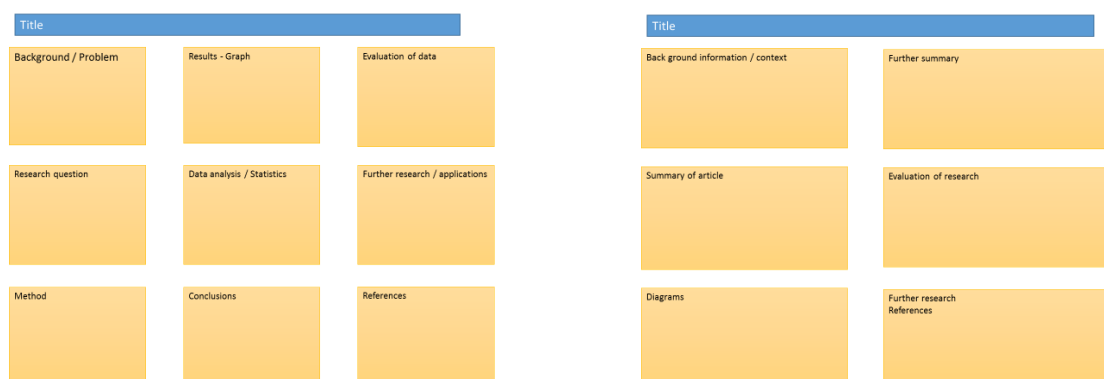 Title
Background / Problem
Results - Graph
Evaluation of data
Research question
Data analysis / Statistics
Further research / applications
Method
Conclusions
References
Title
Back ground information / context
Further summary
Summary of article
Evaluation of research
Diagrams
Further research
References